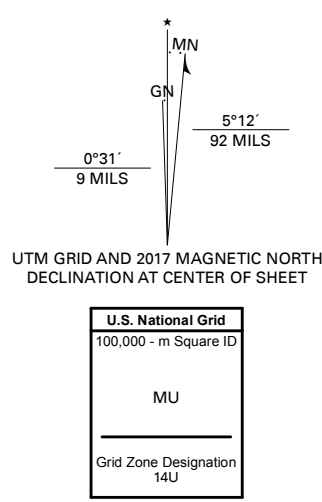 ★
MN
GN
5°12´
92 MILS
0°31´
9 MILS
UTM GRID AND 2017 MAGNETIC NORTH
DECLINATION AT CENTER OF SHEET
U.S. National Grid
100,000 - m Square ID
MU
Grid Zone Designation
14U